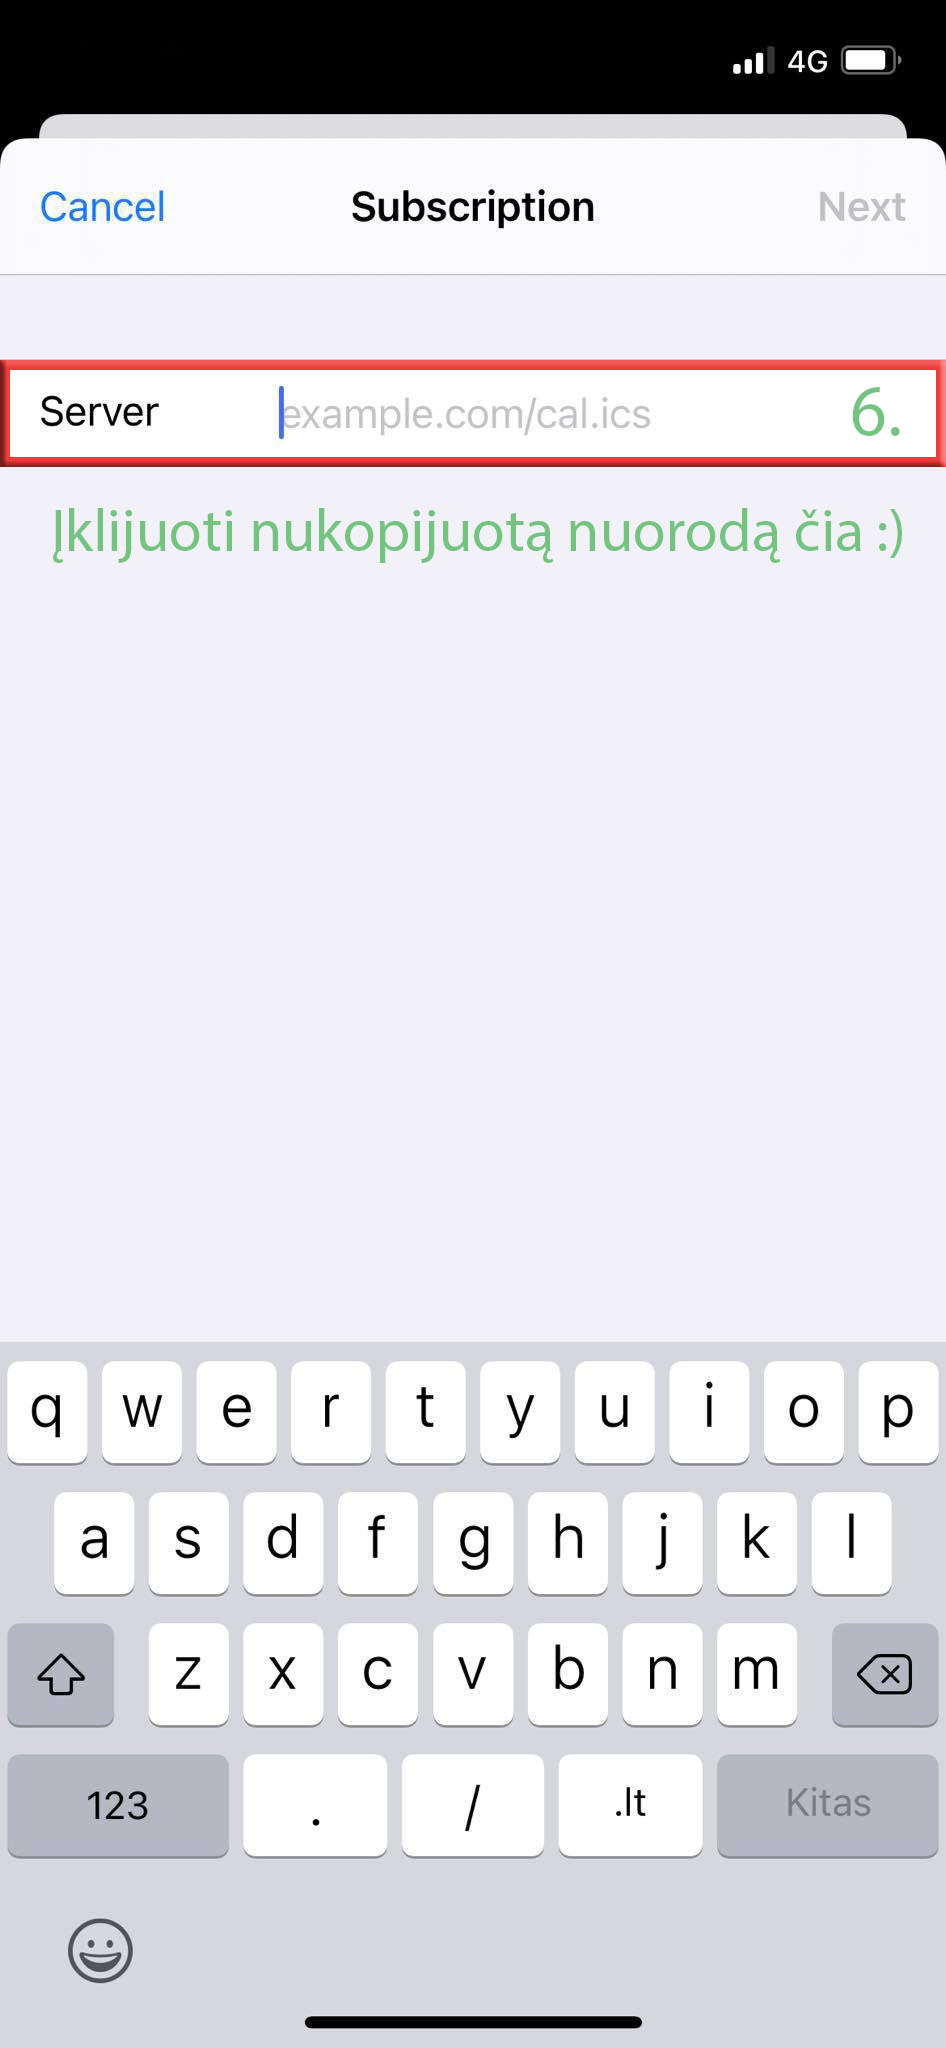 4G
Cancel Subscription Next
Server example.com/cal.ics 6.
Įklijuoti nukopijuotą nuorodą čia :)
q w e r t y u i o p
a s d f g h j k l
z x c v b n m
123 . / .lt Kitas